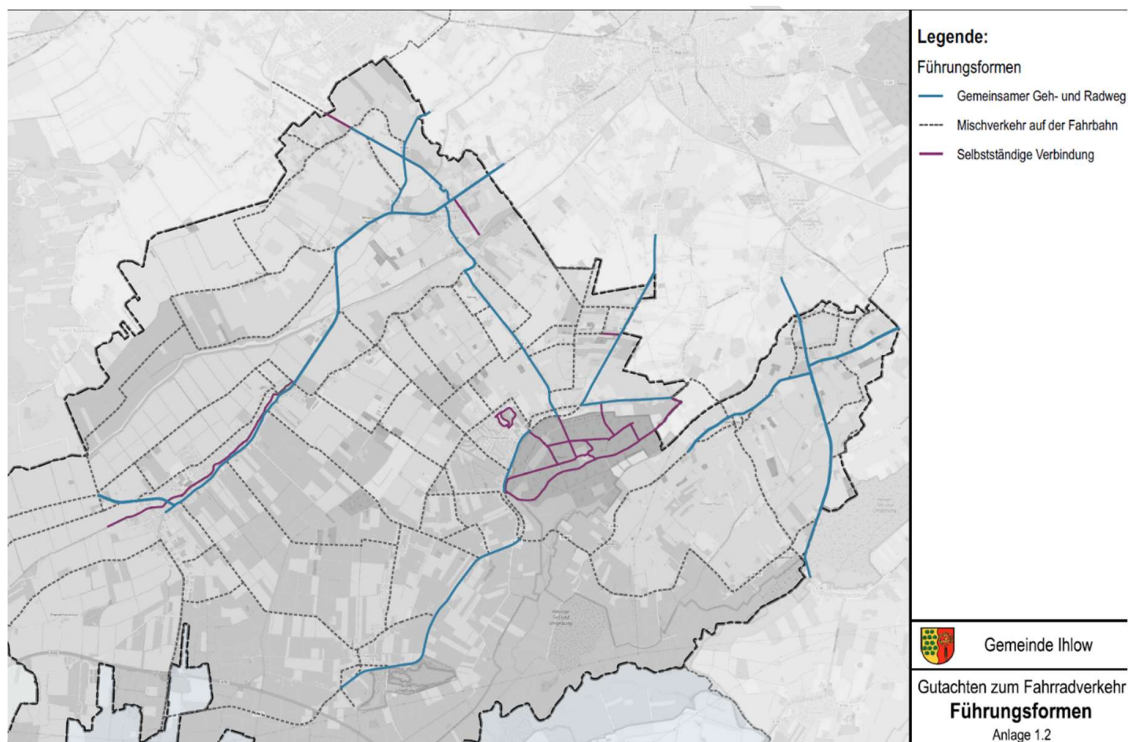 Legende:
Führungsformen
Gemeinsamer Geh- und Radweg
Mischverkehr auf der Fahrbahn
Selbstständige Verbindung
Gemeinde Ihlow
Gutachten zum Fahrradverkehr
Führungsformen
Anlage 1.2